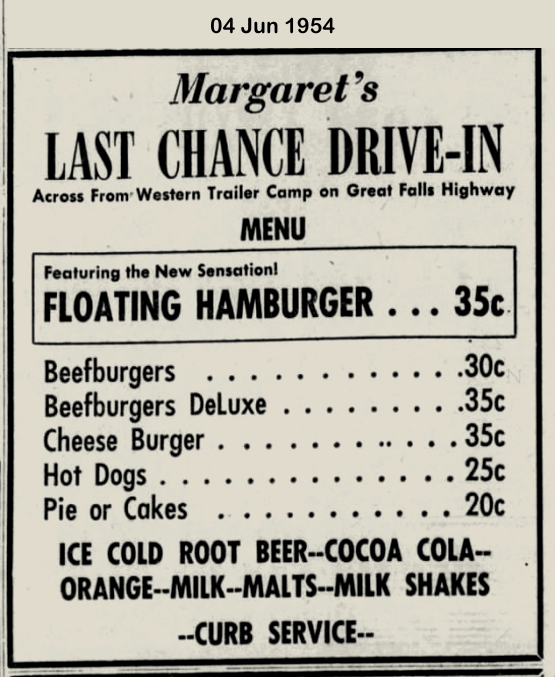 04 Jun 1954
Margaret's
LAST CHANCE DRIVE-IN
Across From Western Trailer Camp on Great Falls Highway
MENU
Featuring the New Sensation!
FLOATING HAMBURGER . . . 35c
Beefburgers . . . . . . . . . . . . .30c
Beefburgers DeLuxe . . . . . . . . .35c
Cheese Burger . . . . . . . .. . . . 35c
Hot Dogs . . . . . . . . . . . . . . . 25c
Pie or Cakes . . . . . . . . . . . . 20c
ICE COLD ROOT BEER--COCOA COLA--
ORANGE--MILK--MALTS--MILK SHAKES
--CURB SERVICE--